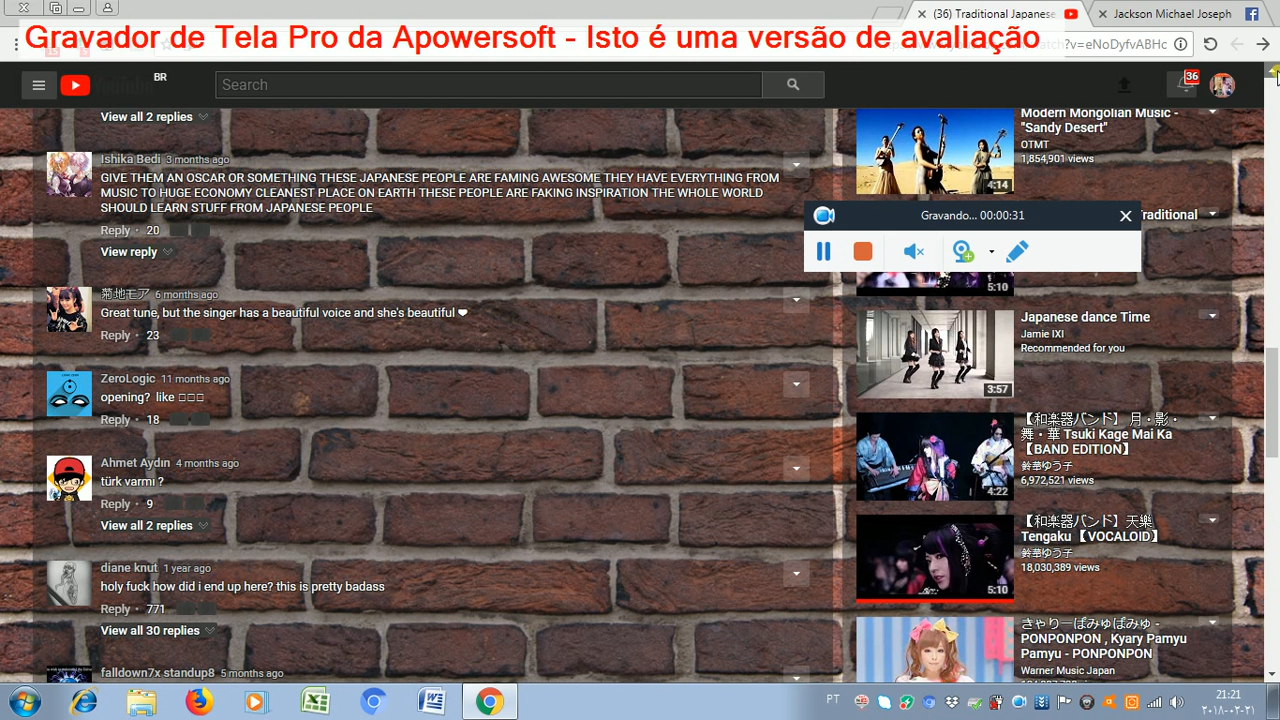 (36) Traditional Japanese
Jackson Michael Joseph
Gravador de Tela Pro da Apowersoft - Isto é uma versão de avaliação
?v=eNoDyfvABHc
BR
Search
36
View all 2 replies
Ishika Bedi 3 months ago
GIVE THEM AN OSCAR OR SOMETHING THESE JAPANESE PEOPLE ARE FAMING AWESOME THEY HAVE EVERYTHING FROM
MUSIC TO HUGE ECONOMY CLEANEST PLACE ON EARTH THESE PEOPLE ARE FAKING INSPIRATION THE WHOLE WORLD
SHOULD LEARN STUFF FROM JAPANESE PEOPLE
Reply · 20
View reply
菊地モア 6 months ago
Great tune, but the singer has a beautiful voice and she's beautiful ❤
Reply · 23
ZeroLogic 11 months ago
opening? like □□□
Reply · 18
Ahmet Aydın 4 months ago
türk varmi ?
Reply · 9
View all 2 replies
diane knut 1 year ago
holy fuck how did i end up here? this is pretty badass
Reply · 771
View all 30 replies
falldown7x standup8 5 months ago
Modern Mongolian Music -
"Sandy Desert"
OTMT
1,854,901 views
4:14
Gravando... 00:00:31
Traditional
5:10
Japanese dance Time
Jamie IXI
Recommended for you
3:57
【和楽器バンド】 月・影・
舞・華 Tsuki Kage Mai Ka
【BAND EDITION】
鈴華ゆう子
6,972,521 views
4:22
【和楽器バンド】天樂
Tengaku【VOCALOID】
鈴華ゆう子
18,030,389 views
5:10
きゃりーぱみゅぱみゅ -
PONPONPON , Kyary Pamyu
Pamyu - PONPONPON
Warner Music Japan
PT
21:21
٢٠١٨-٠٢-٢١